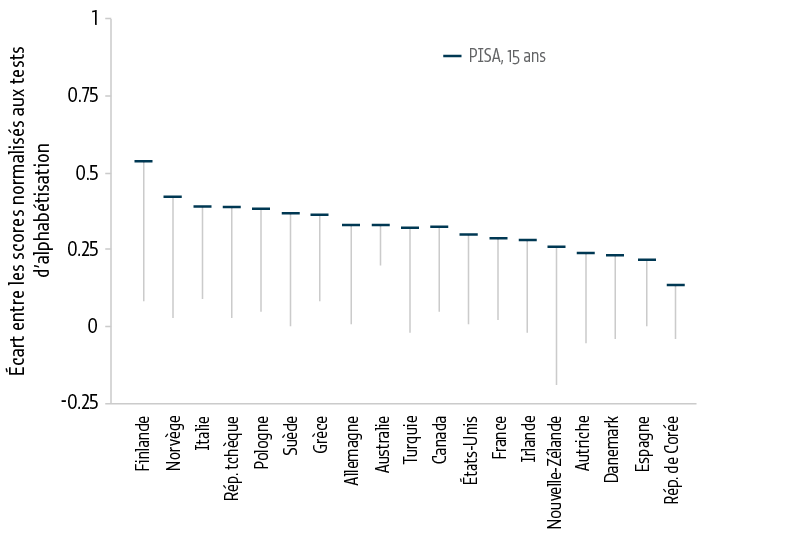 Écart entre les scores normalisés aux tests
d'alphabétisation
1
0.75
0.5
0.25
0
-0.25
PISA, 15 ans
Finlande
Norvège
Italie
Rép. tchèque
Pologne
Suède
Grèce
Allemagne
Australie
Turquie
Canada
États-Unis
France
Irlande
Nouvelle-Zélande
Autriche
Danemark
Espagne
Rép. de Corée